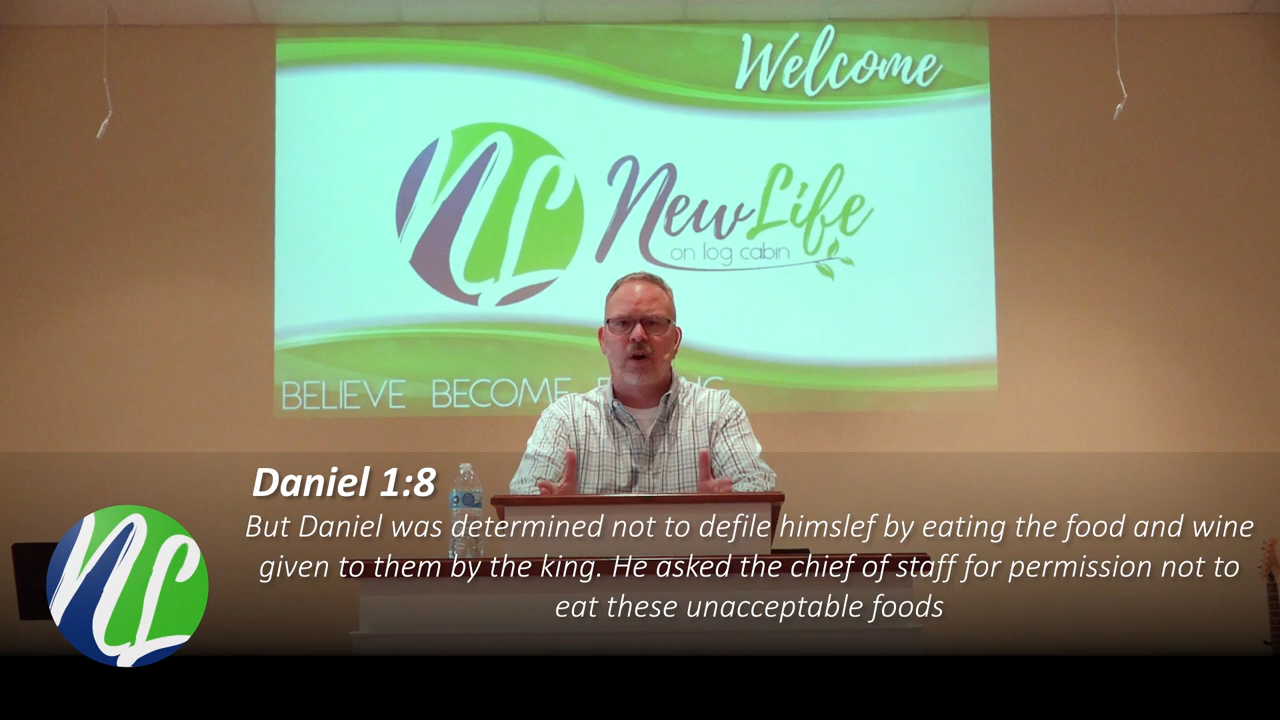 Welcome
NL
New Life
on log cabin
BELIEVE BECOME
Daniel 1:8
But Daniel was determined not to defile himslef by eating the food and wine
given to them by the king. He asked the chief of staff for permission not to
eat these unacceptable foods
NL